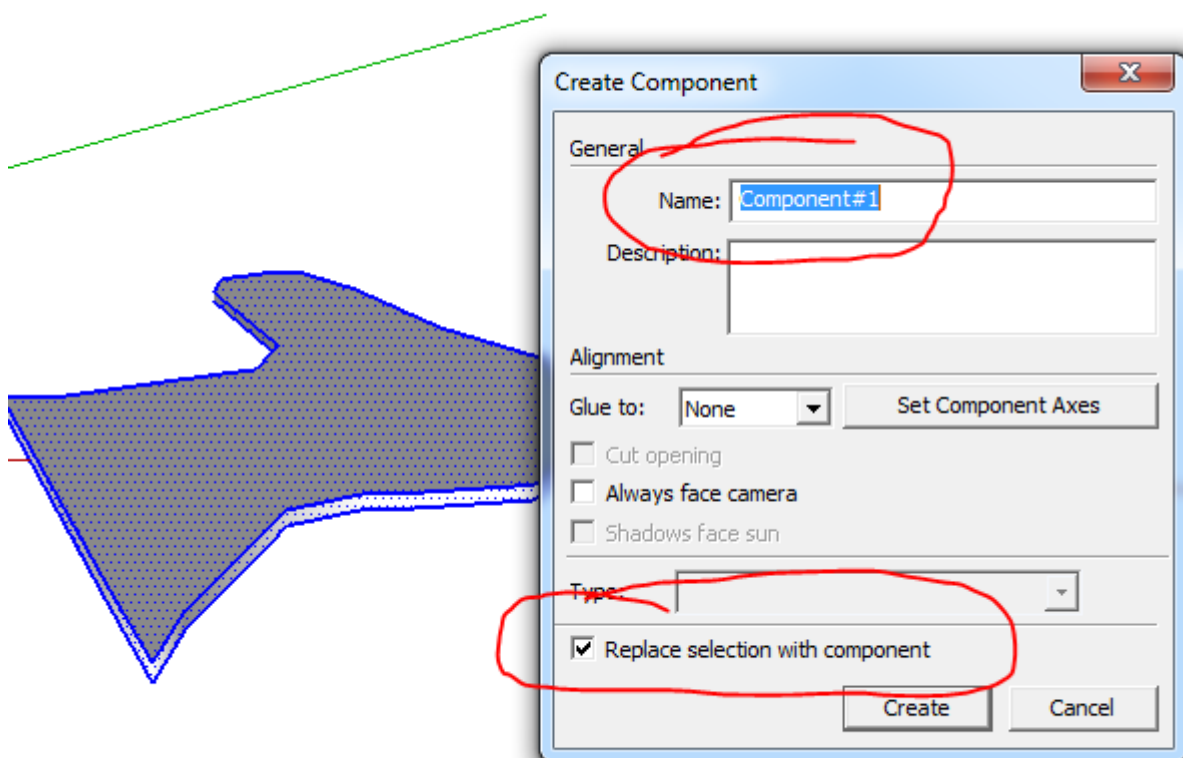 Create Component
General
Name: Component#1
Description:
Alignment
Glue to: None Set Component Axes
Cut opening
Always face camera
Shadows face sun
Type:
Replace selection with component
Create Cancel